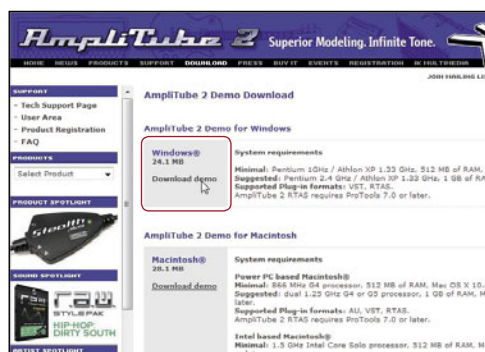 AmpliTube 2 Superior Modeling. Infinite Tone.
HOME NEWS PRODUCTS SUPPORT DOWNLOAD PRESS BUY IT EVENTS REGISTRATION IK MULTIMEDIA
JOIN MAILING
SUPPORT
- Tech Support Page
- User Area
- Product Registration
- FAQ
PRODUCTS
Select Product
PRODUCT SPOTLIGHT
Stealth
SOUND SPOTLIGHT
raw
STYLEPAK
HIP-HOP
DIRTY SOUTH
ARTIST SPOTLIGHT
AmpliTube 2 Demo Download
AmpliTube 2 Demo for Windows
Windows®
24.1 MB
Download demo
System requirements
Minimal: Pentium 1GHz / Athlon XP 1.33 GHz, 512 MB of RAM,
Suggested: Pentium 2.4 GHz / Athlon XP 1.33 GHz, 1 GB of RA
Supported Plug-in formats: VST, RTAS.
AmpliTube 2 RTAS requires ProTools 7.0 or later.
AmpliTube 2 Demo for Macintosh
Macintosh®
28.1 MB
Download demo
System requirements
Power PC based Macintosh®
Minimal: 866 MHz G4 processor, 512 MB of RAM, Mac OS X 10.
Suggested: dual 1.25 GHz G4 or G5 processor, 1 GB of RAM, M
later.
Supported Plug-in formats: AU, VST, RTAS.
AmpliTube 2 RTAS requires ProTools 7.0 or later.
Intel based Macintosh®
Minimal: 1.5 GHz Intel Core Solo processor, 512 MB of RAM, M